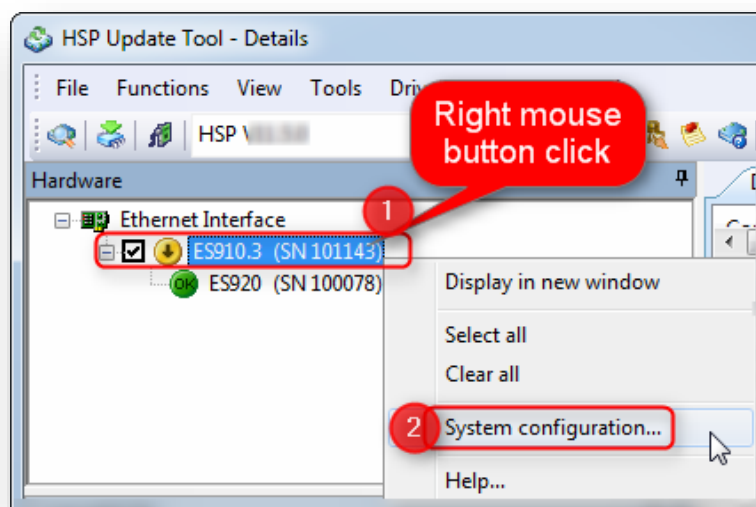 HSP Update Tool - Details
File Functions View Tools
Right mouse
button click
HSP
Hardware
1
Ethernet Interface
ES910.3 (SN 101143)
OK ES920 (SN 100078)
Display in new window
Select all
Clear all
2 System configuration...
Help...